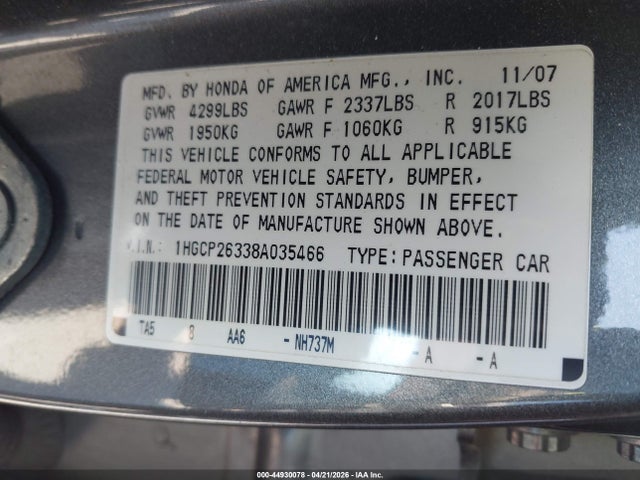 MFD. BY HONDA OF AMERICA MFG., INC. 11/07
GVWR 4299LBS GAWR F 2337LBS R 2017LBS
GVWR 1950KG GAWR F 1060KG R 915KG
THIS VEHICLE CONFORMS TO ALL APPLICABLE
FEDERAL MOTOR VEHICLE SAFETY, BUMPER,
AND THEFT PREVENTION STANDARDS IN EFFECT
ON THE DATE OF MANUFACTURE SHOWN ABOVE.
V.I.N.: 1HGCP26338A035466 TYPE: PASSENGER CAR
TA5 8 AA6 - NH737M - A - A
000-44930078 - 04/21/2026 - IAA Inc.